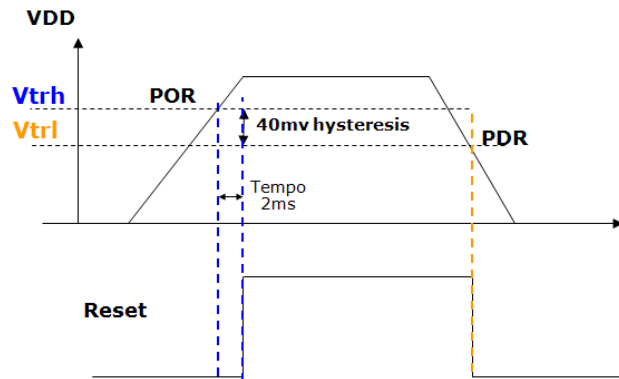 VDD
Vtrh
POR
40mv hysteresis
Vtrl
PDR
Tempo
2ms
Reset